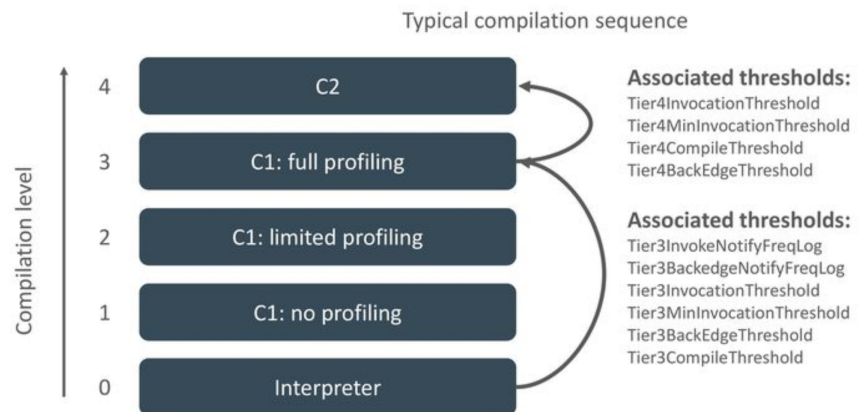 Typical compilation sequence
Compilation level
4
C2
3
C1: full profiling
2
C1: limited profiling
1
C1: no profiling
0
Interpreter
Associated thresholds:
Tier4InvocationThreshold
Tier4MinInvocationThreshold
Tier4CompileThreshold
Tier4BackEdgeThreshold
Associated thresholds:
Tier3InvokeNotifyFreqLog
Tier3BackedgeNotifyFreqLog
Tier3InvocationThreshold
Tier3MinInvocationThreshold
Tier3BackEdgeThreshold
Tier3CompileThreshold